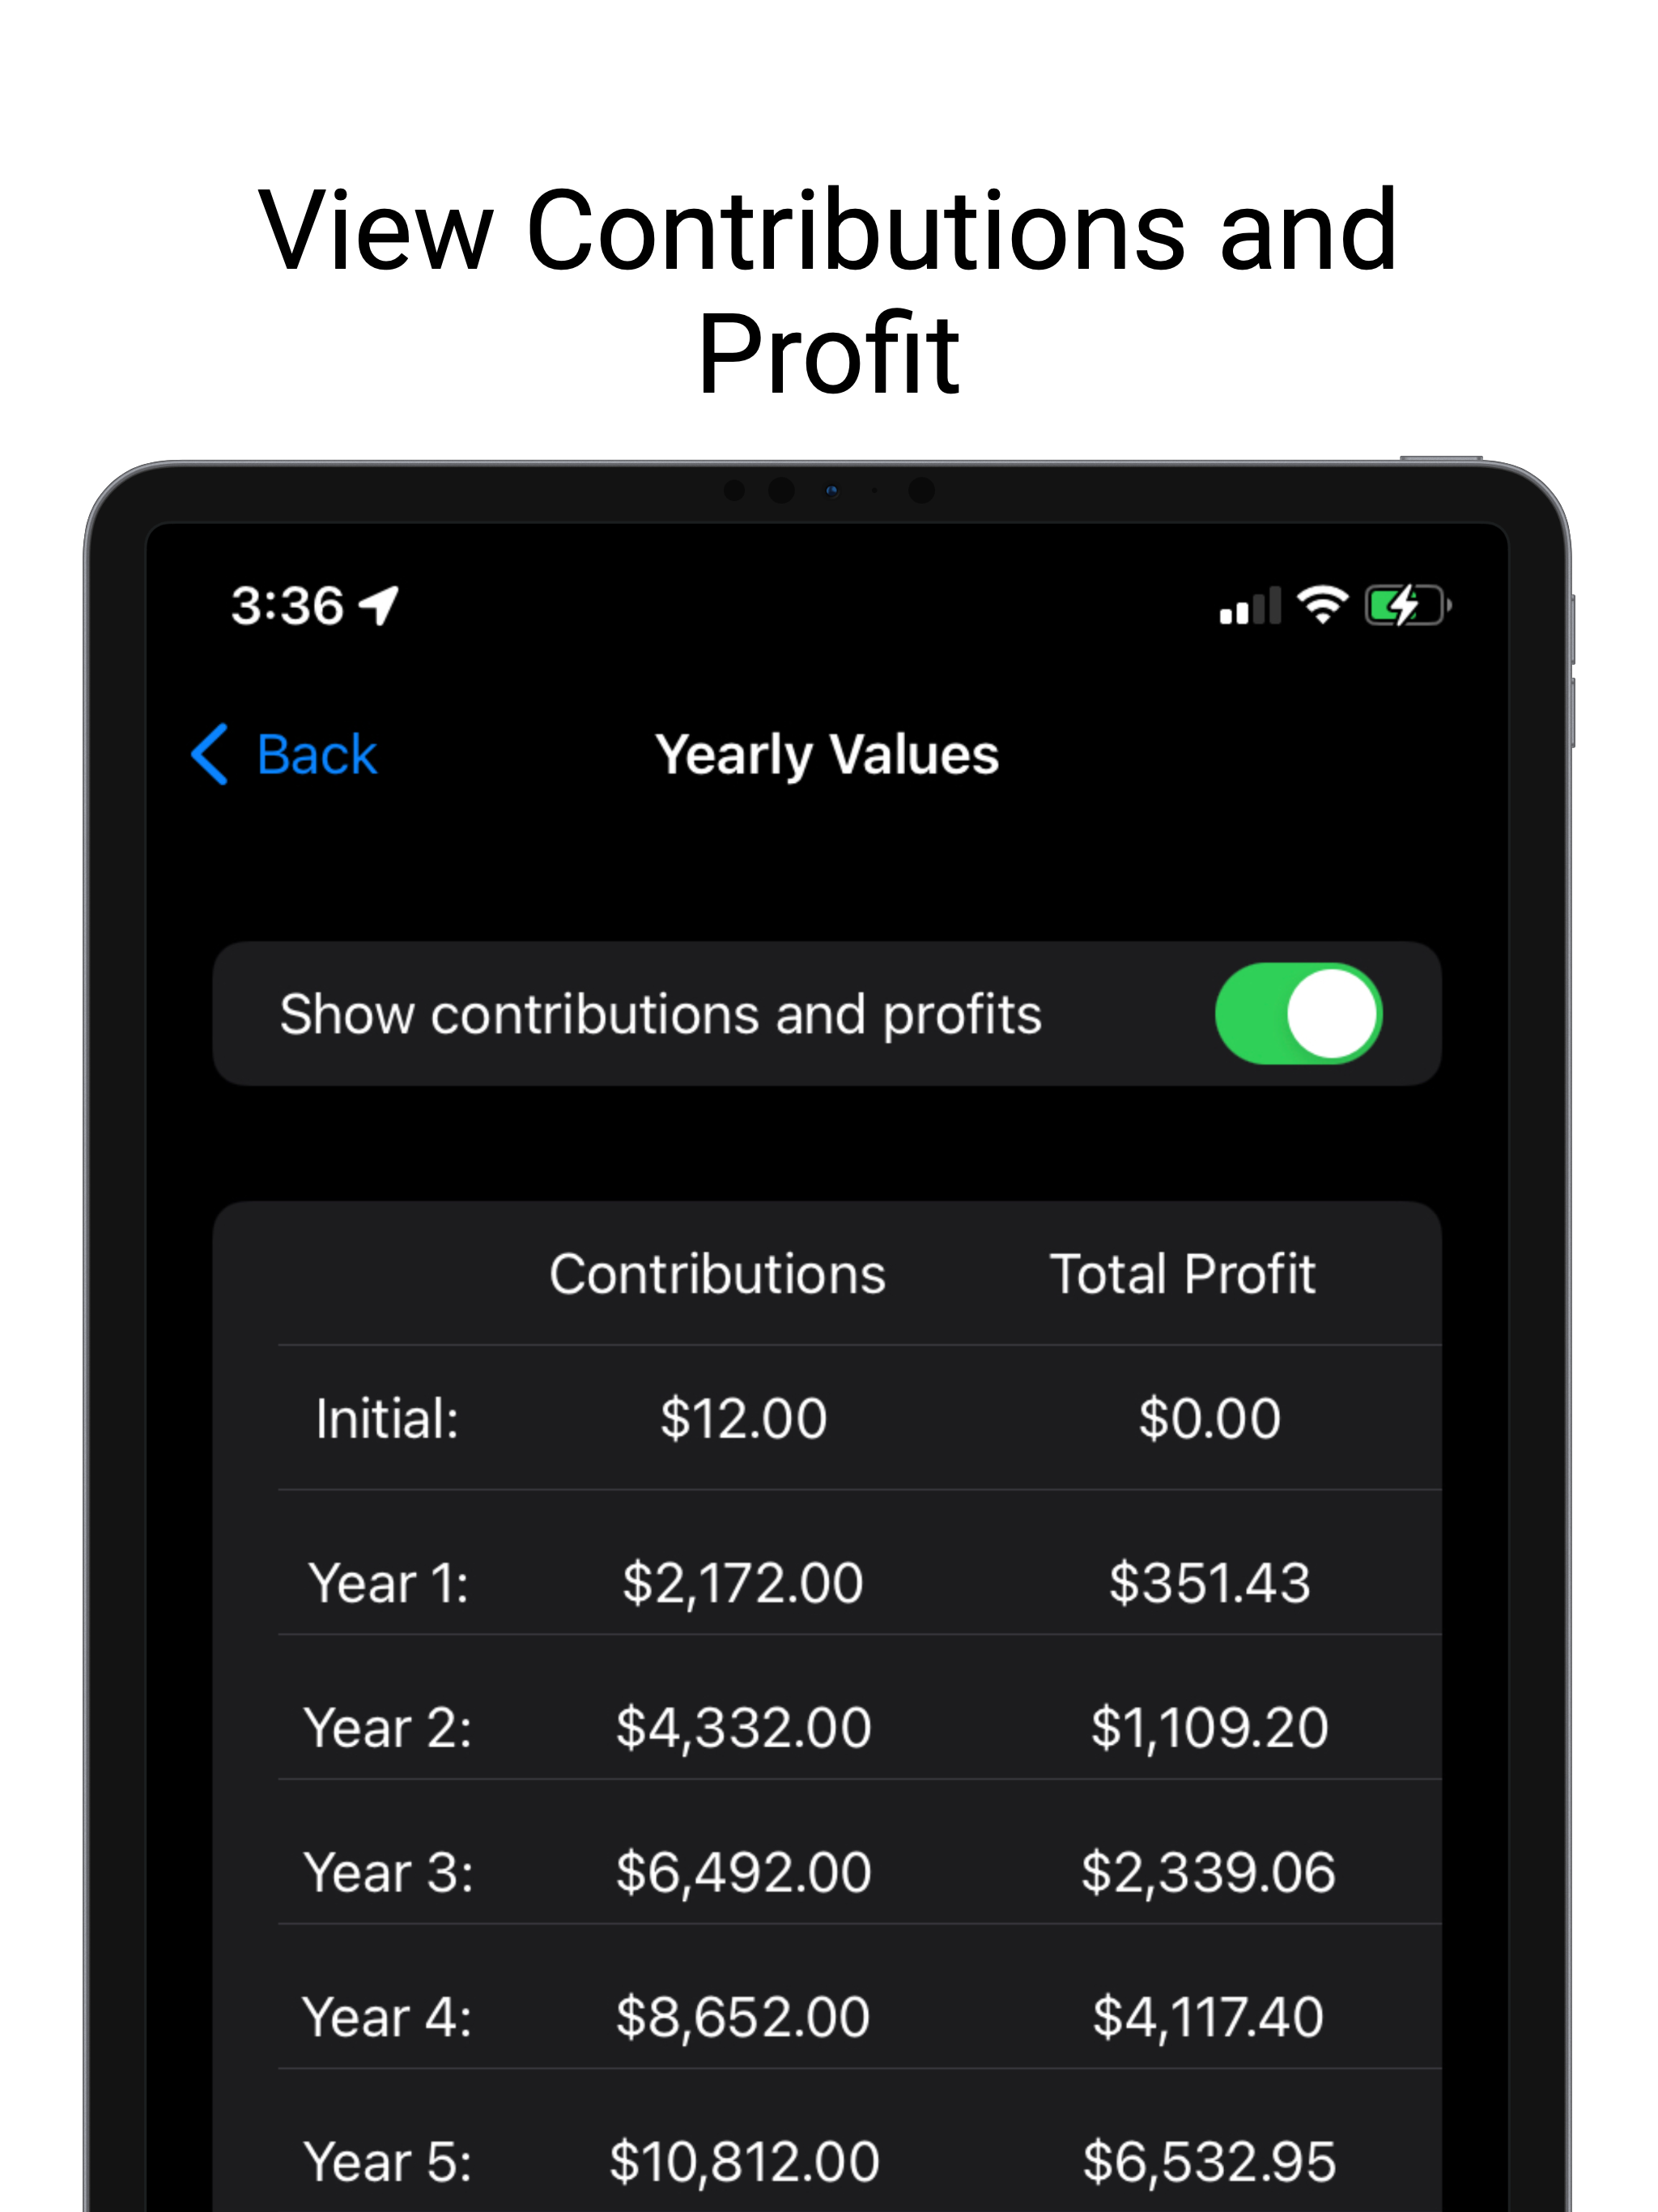 View Contributions and
Profit
3:36
Back Yearly Values
Show contributions and profits
Contributions Total Profit
Initial: $12.00 $0.00
Year 1: $2,172.00 $351.43
Year 2: $4,332.00 $1,109.20
Year 3: $6,492.00 $2,339.06
Year 4: $8,652.00 $4,117.40
Year 5: $10,812.00 $6,532.95